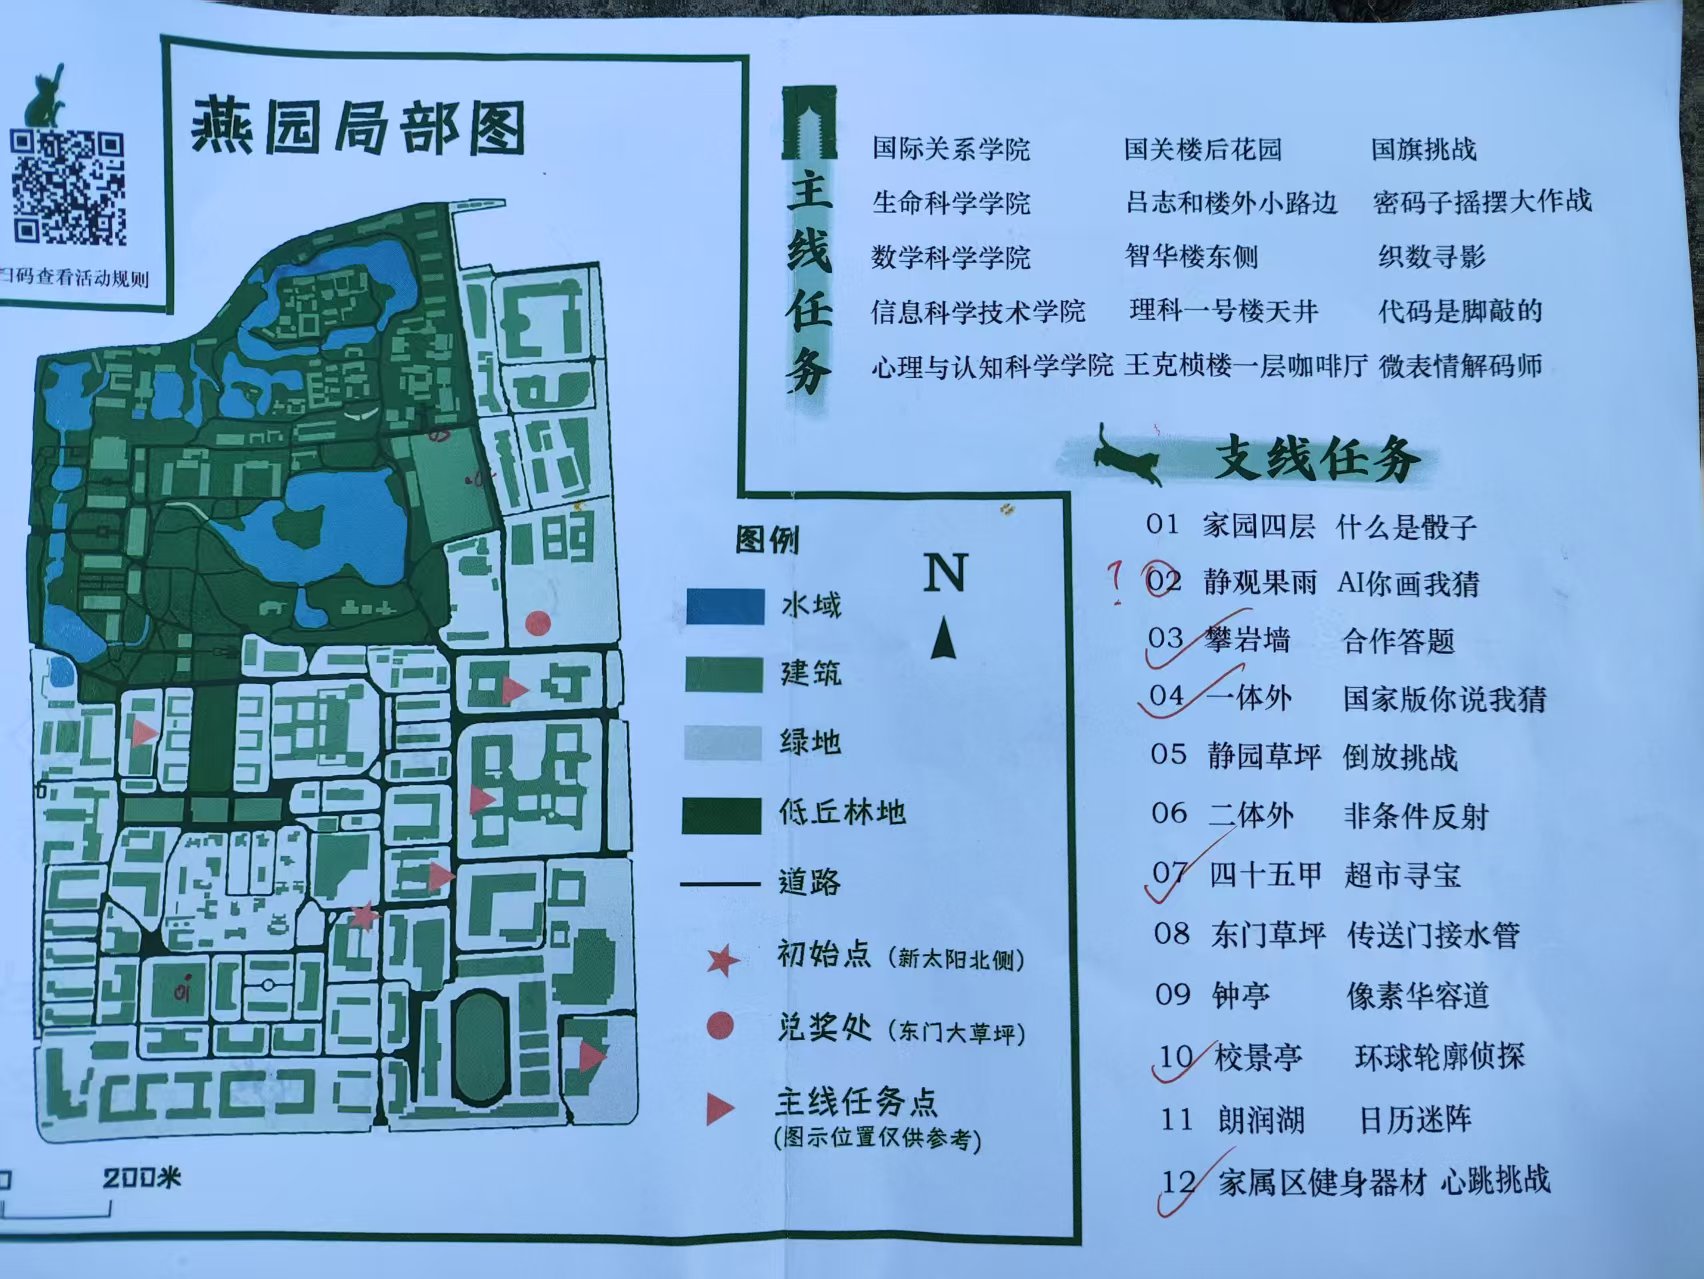 燕园局部图
扫码查看活动规则
主线任务
国际关系学院 国关楼后花园 国旗挑战
生命科学学院 吕志和楼外小路边 密码子摇摆大作战
数学科学学院 智华楼东侧 织数寻影
信息科学技术学院 理科一号楼天井 代码是脚敲的
心理与认知科学学院 王克桢楼一层咖啡厅 微表情解码师
支线任务
01 家园四层 什么是骰子
? 02 静观果雨 AI你画我猜
03 攀岩墙 合作答题
04 一体外 国家版你说我猜
05 静园草坪 倒放挑战
06 二体外 非条件反射
07 四十五甲 超市寻宝
08 东门草坪 传送门接水管
09 钟亭 像素华容道
10 校景亭 环球轮廓侦探
11 朗润湖 日历迷阵
12 家属区健身器材 心跳挑战
图例
N
水域
建筑
绿地
低丘林地
道路
初始点（新太阳北侧）
兑奖处（东门大草坪）
主线任务点
(图示位置仅供参考)
01
0 200米